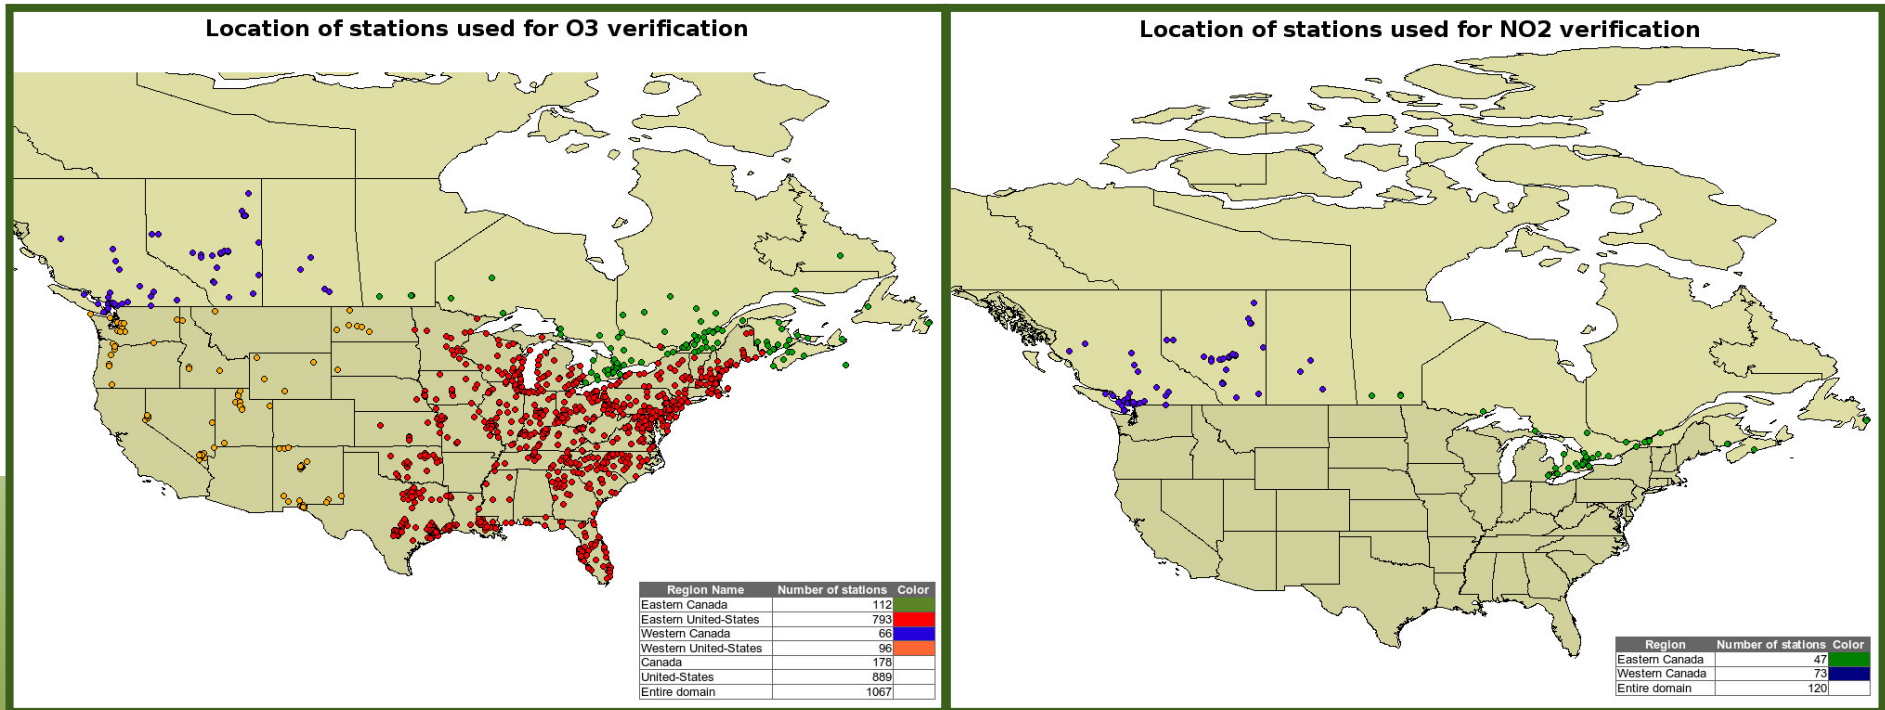 Location of stations used for O3 verification
Region Name Number of stations Color
Eastern Canada 112
Eastern United-States 793
Western Canada 66
Western United-States 96
Canada 178
United-States 889
Entire domain 1067
Location of stations used for NO2 verification
Region Number of stations Color
Eastern Canada 47
Western Canada 73
Entire domain 120